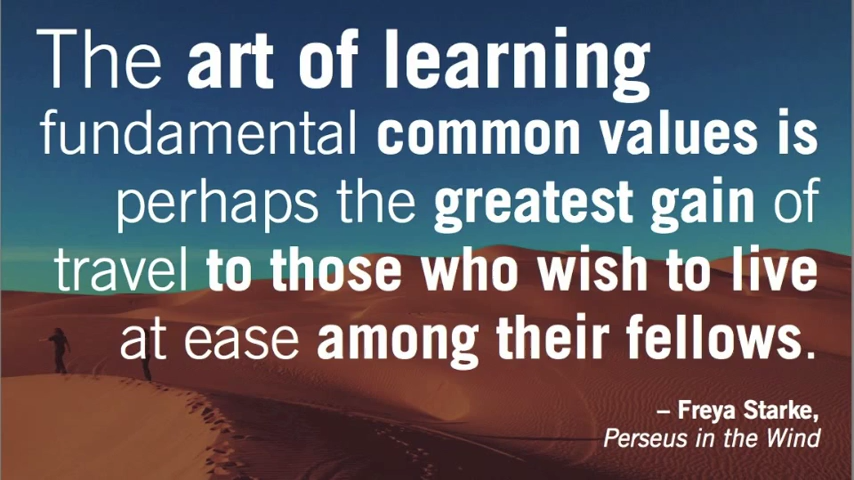 The art of learning
fundamental common values is
perhaps the greatest gain of
travel to those who wish to live
at ease among their fellows.
– Freya Starke,
Perseus in the Wind